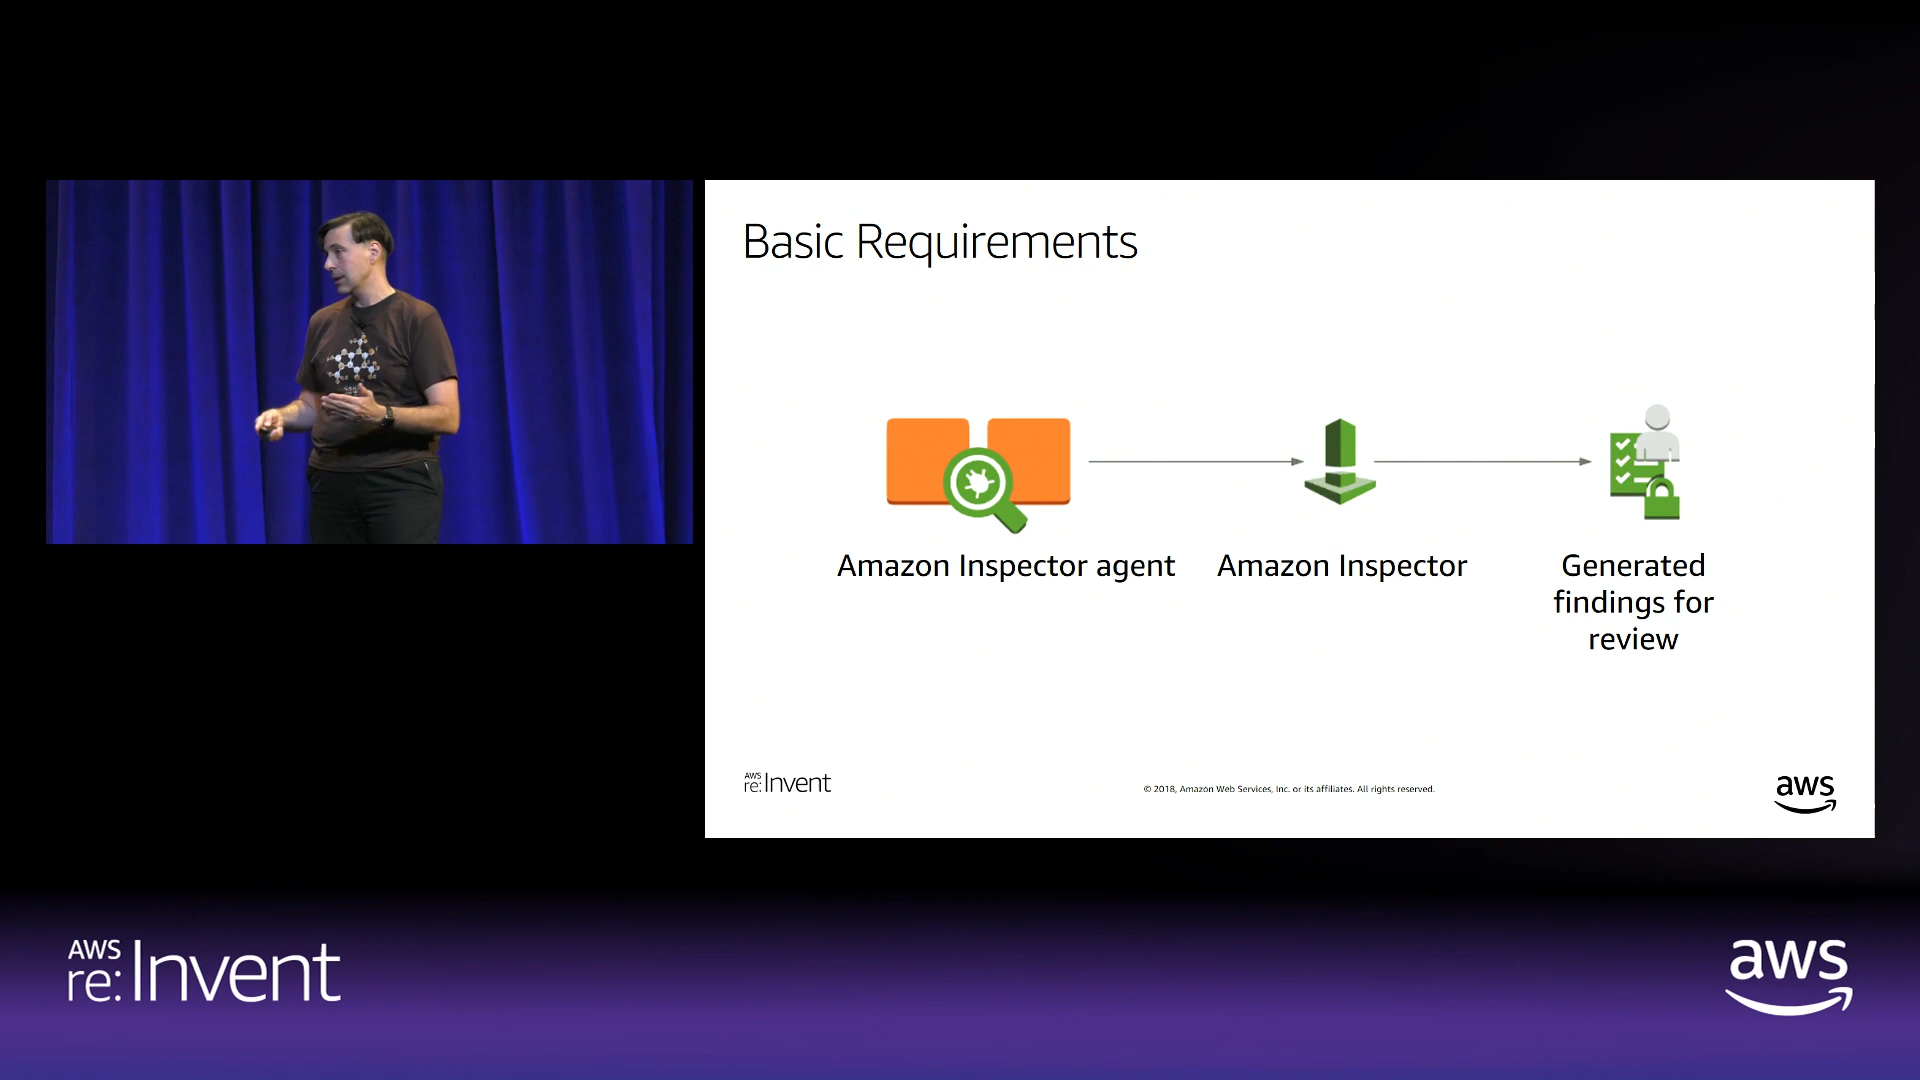 Basic Requirements
Amazon Inspector agent
Amazon Inspector
Generated
findings for
review
AWS
re:Invent
© 2018, Amazon Web Services, Inc. or its affiliates. All rights reserved.
aws
AWS
re:Invent
aws